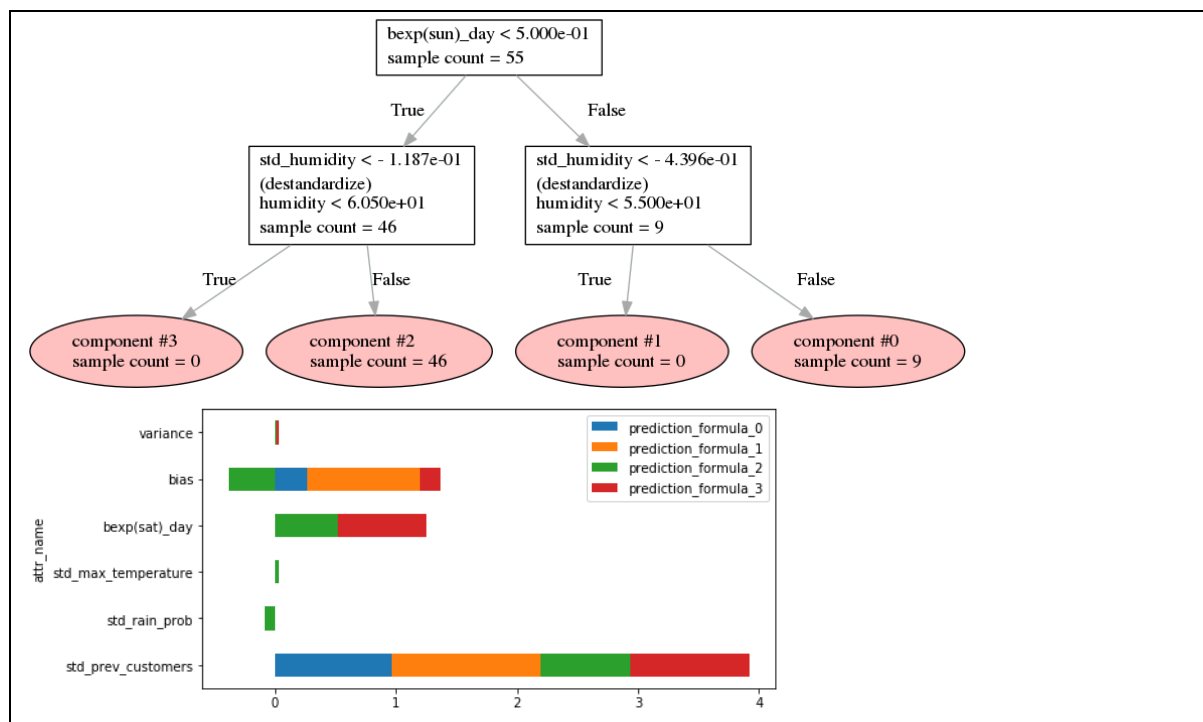 bexp(sun)_day < 5.000e-01
sample count = 55
True
False
std_humidity < - 1.187e-01
(destandardize)
humidity < 6.050e+01
sample count = 46
std_humidity < - 4.396e-01
(destandardize)
humidity < 5.500e+01
sample count = 9
True
False
True
False
component #3
sample count = 0
component #2
sample count = 46
component #1
sample count = 0
component #0
sample count = 9
attr_name
variance
bias
bexp(sat)_day
std_max_temperature
std_rain_prob
std_prev_customers
prediction_formula_0
prediction_formula_1
prediction_formula_2
prediction_formula_3
0
1
2
3
4